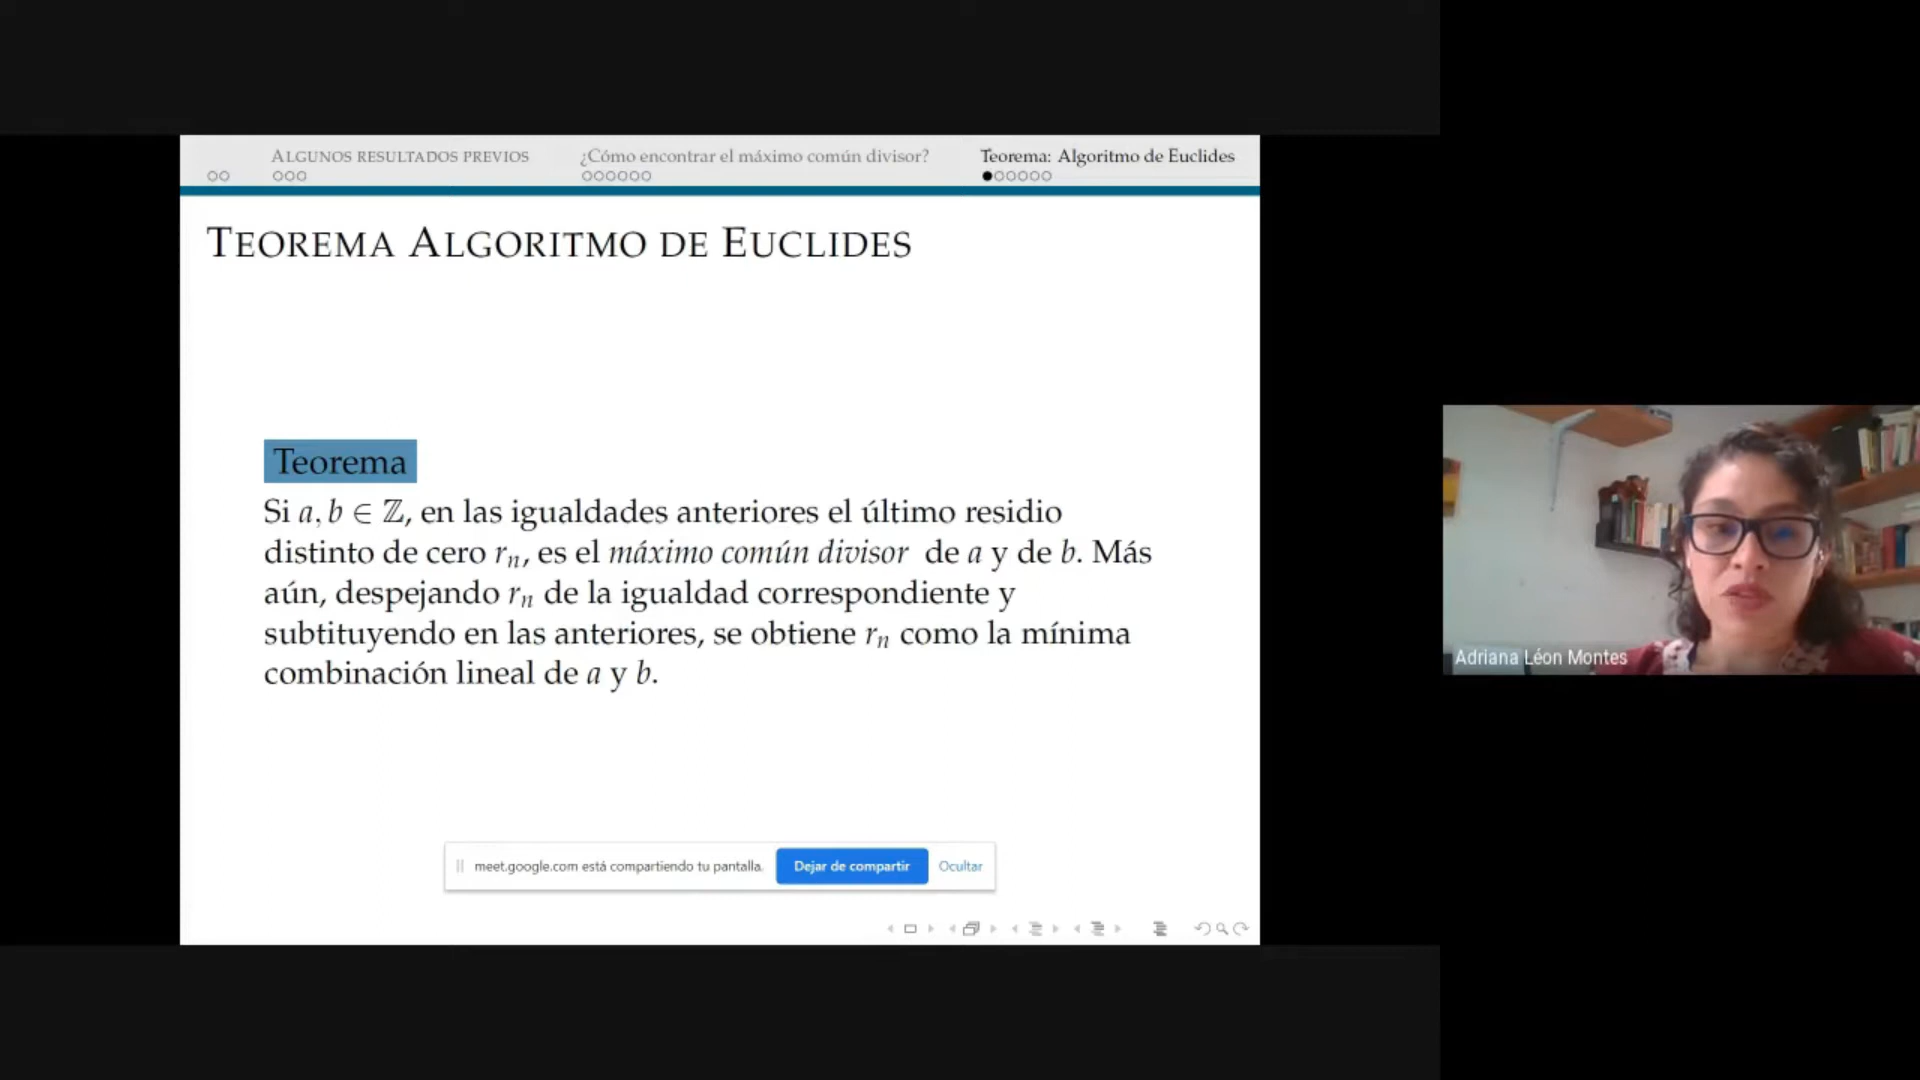 ALGUNOS RESULTADOS PREVIOS
¿Cómo encontrar el máximo común divisor?
Teorema: Algoritmo de Euclides
TEOREMA ALGORITMO DE EUCLIDES
Teorema
Si a, b ∈ ℤ, en las igualdades anteriores el último residio
distinto de cero rₙ, es el máximo común divisor de a y de b. Más
aún, despejando rₙ de la igualdad correspondiente y
subtituyendo en las anteriores, se obtiene rₙ como la mínima
combinación lineal de a y b.
meet.google.com está compartiendo tu pantalla. Dejar de compartir Ocultar
Adriana Léon Montes